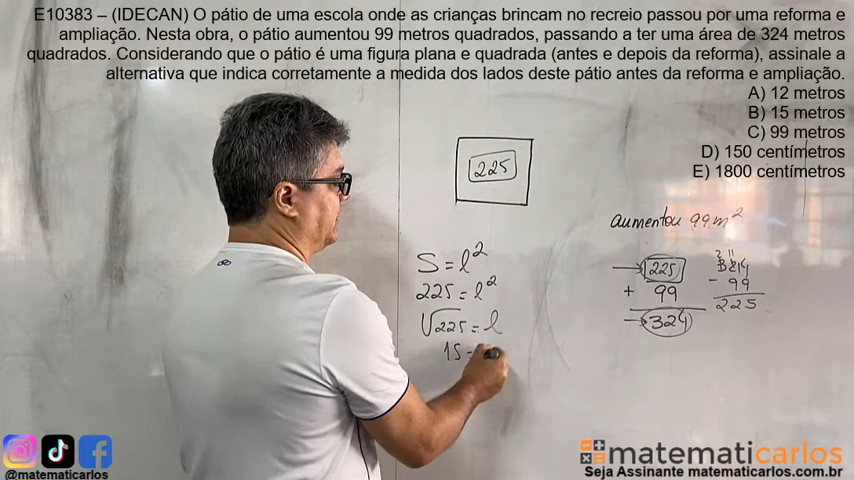 E10383 – (IDECAN) O pátio de uma escola onde as crianças brincam no recreio passou por uma reforma e
ampliação. Nesta obra, o pátio aumentou 99 metros quadrados, passando a ter uma área de 324 metros
quadrados. Considerando que o pátio é uma figura plana e quadrada (antes e depois da reforma), assinale a
alternativa que indica corretamente a medida dos lados deste pátio antes da reforma e ampliação.
A) 12 metros
B) 15 metros
C) 99 metros
D) 150 centímetros
E) 1800 centímetros
225
S = l²
225 = l²
√225 = l
15 =
aumentou 99 m²
225
+ 99
324
- 99
225
@matematicarlos
matematicarlos
Seja Assinante matematicarlos.com.br